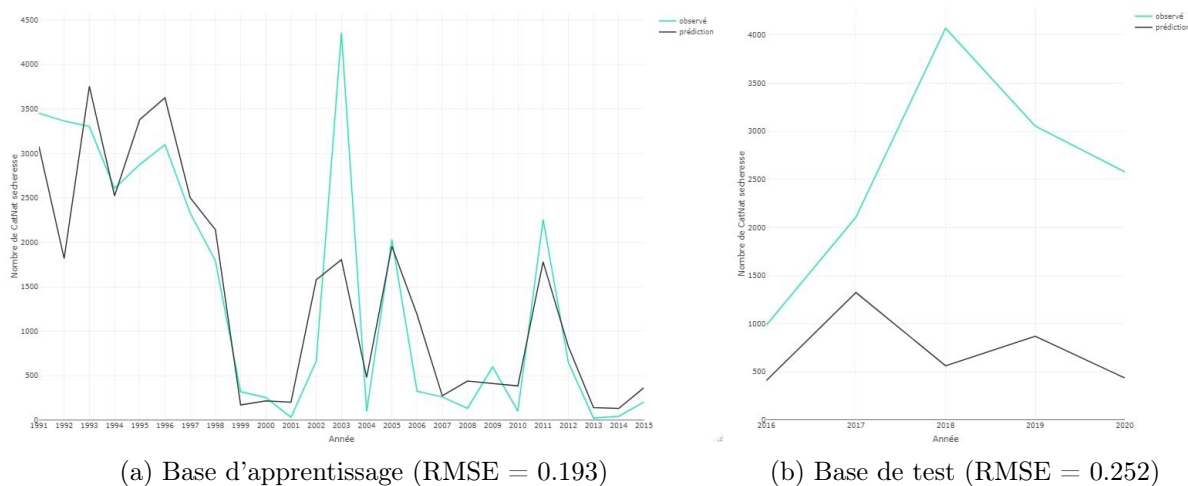 observé
prédiction
4500
4000
3500
3000
2500
2000
1500
1000
500
0
Nombre de CatNat secheresse
1991 1992 1993 1994 1995 1996 1997 1998 1999 2000 2001 2002 2003 2004 2005 2006 2007 2008 2009 2010 2011 2012 2013 2014 2015
Année
(a) Base d'apprentissage (RMSE = 0.193)
observé
prédiction
4000
3500
3000
2500
2000
1500
1000
500
0
Nombre de CatNat secheresse
2016 2017 2018 2019 2020
Année
(b) Base de test (RMSE = 0.252)